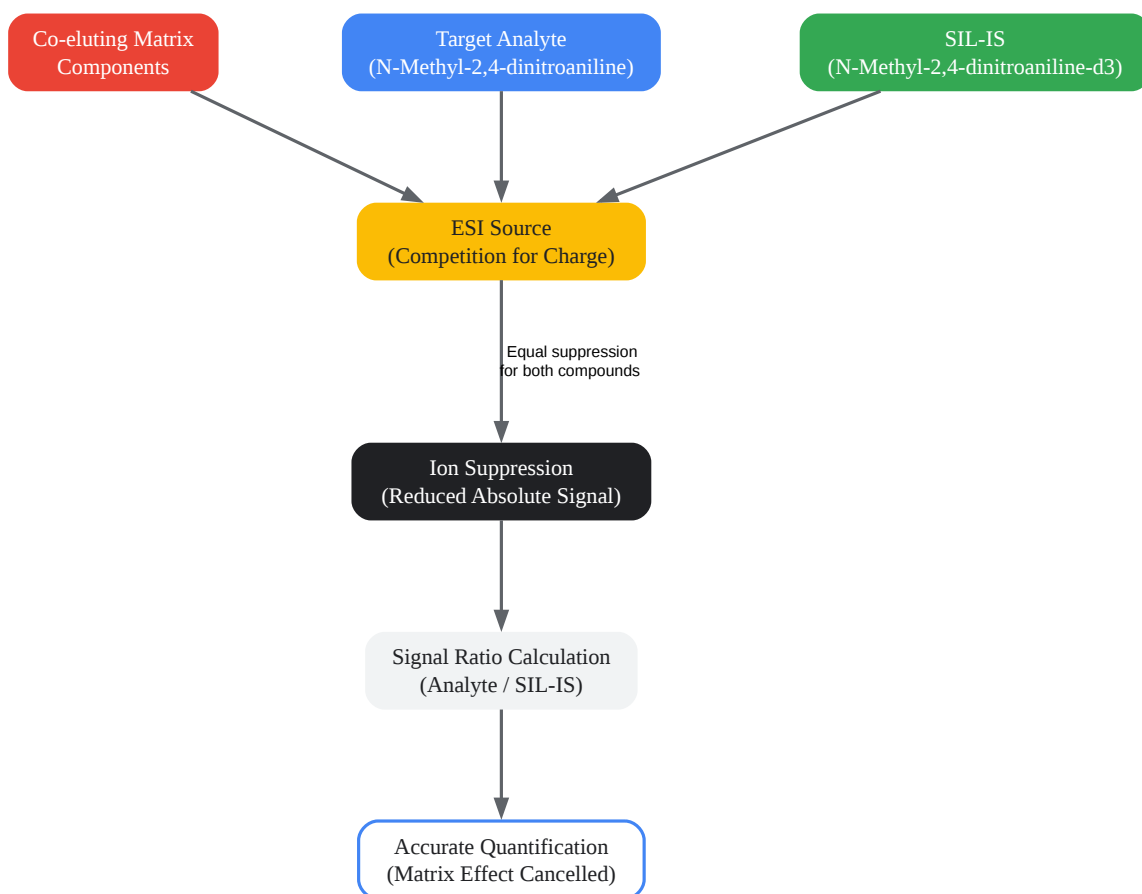 Co-eluting Matrix
Components
Target Analyte
(N-Methyl-2,4-dinitroaniline)
SIL-IS
(N-Methyl-2,4-dinitroaniline-d3)
ESI Source
(Competition for Charge)
Equal suppression
for both compounds
Ion Suppression
(Reduced Absolute Signal)
Signal Ratio Calculation
(Analyte / SIL-IS)
Accurate Quantification
(Matrix Effect Cancelled)